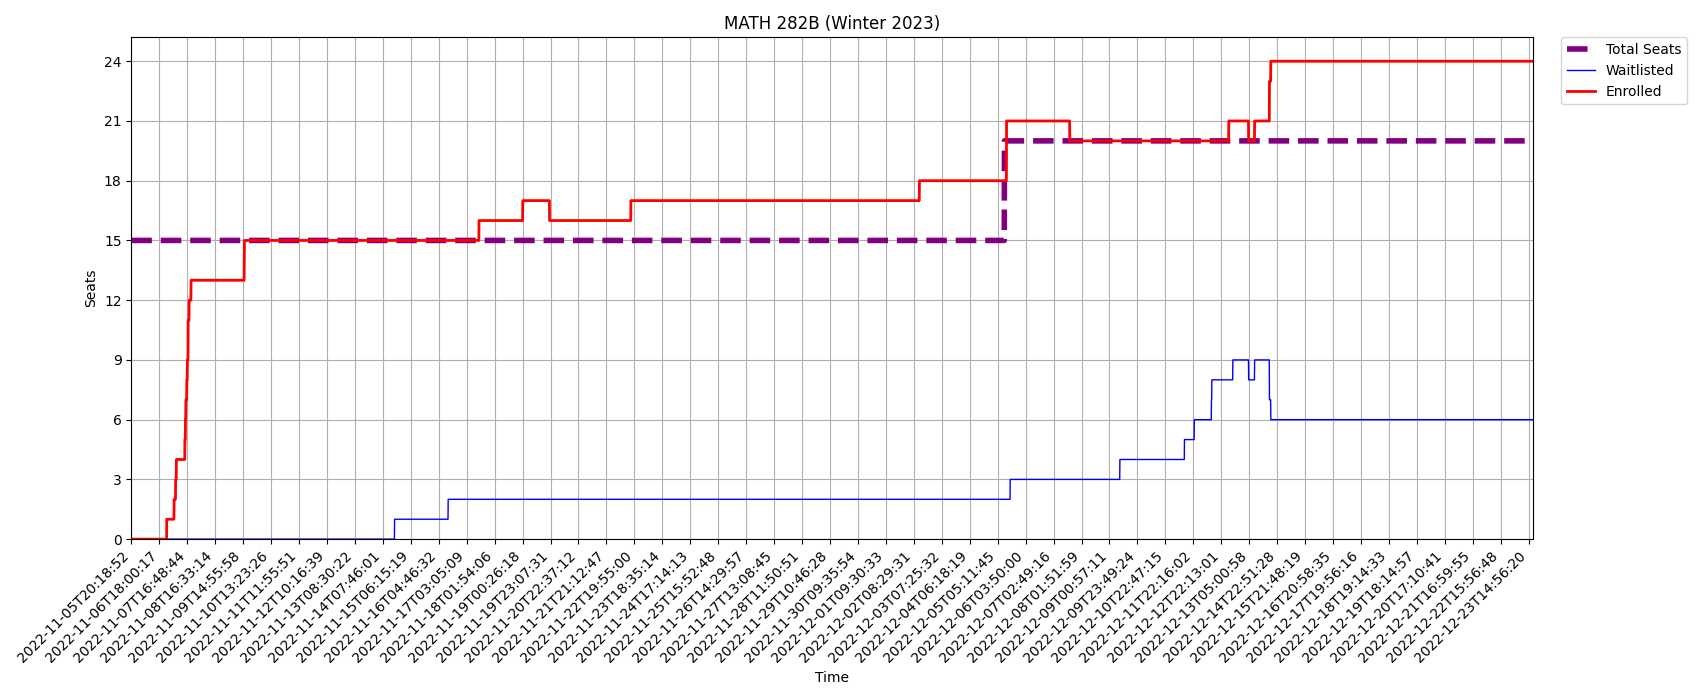 MATH 282B (Winter 2023)
Total Seats
Waitlisted
Enrolled
Seats
24
21
18
15
12
9
6
3
0
2022-11-05T20:18:52
2022-11-06T18:00:17
2022-11-07T16:48:44
2022-11-08T16:33:14
2022-11-09T14:55:58
2022-11-10T13:23:26
2022-11-11T11:55:51
2022-11-12T10:16:39
2022-11-13T08:30:22
2022-11-14T07:46:01
2022-11-15T06:15:19
2022-11-16T04:46:32
2022-11-17T03:05:09
2022-11-18T01:54:06
2022-11-19T00:26:18
2022-11-19T23:07:31
2022-11-20T22:37:12
2022-11-21T21:12:47
2022-11-22T19:55:00
2022-11-23T18:35:14
2022-11-24T17:14:13
2022-11-25T15:52:48
2022-11-26T14:29:57
2022-11-27T13:08:45
2022-11-28T11:50:51
2022-11-29T10:46:28
2022-11-30T09:35:54
2022-12-01T09:30:33
2022-12-02T08:29:31
2022-12-03T07:25:32
2022-12-04T06:18:19
2022-12-05T05:11:45
2022-12-06T03:50:00
2022-12-07T02:49:16
2022-12-08T01:51:59
2022-12-09T00:57:11
2022-12-09T23:49:24
2022-12-10T22:47:15
2022-12-11T22:16:02
2022-12-12T22:13:01
2022-12-13T15:00:58
2022-12-14T22:51:28
2022-12-15T21:48:19
2022-12-16T20:58:35
2022-12-17T19:56:16
2022-12-18T19:14:33
2022-12-19T18:14:57
2022-12-20T17:10:41
2022-12-21T16:59:55
2022-12-22T15:56:48
2022-12-23T14:56:20
Time